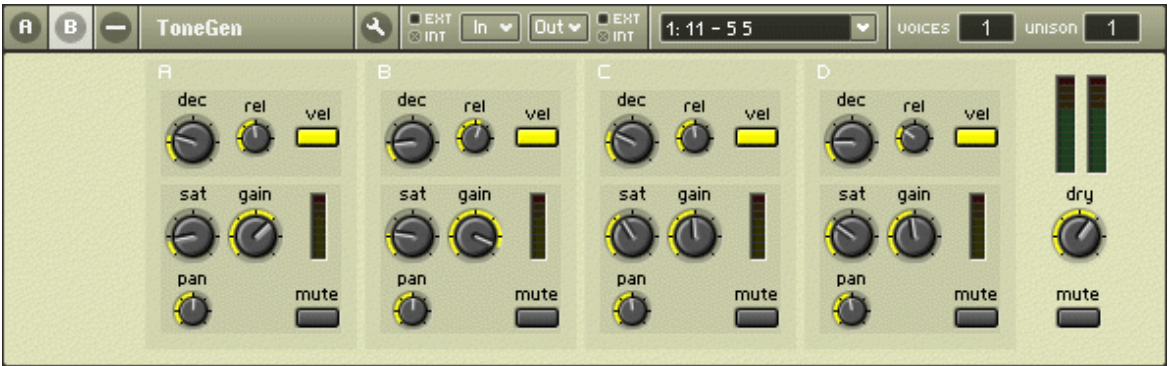 A B ToneGen EXT INT In Out EXT INT 1: 11 - 5 5 VOICES 1 UNISON 1
A B C D
dec rel vel dec rel vel dec rel vel dec rel vel
sat gain sat gain sat gain sat gain dry
pan mute pan mute pan mute pan mute mute